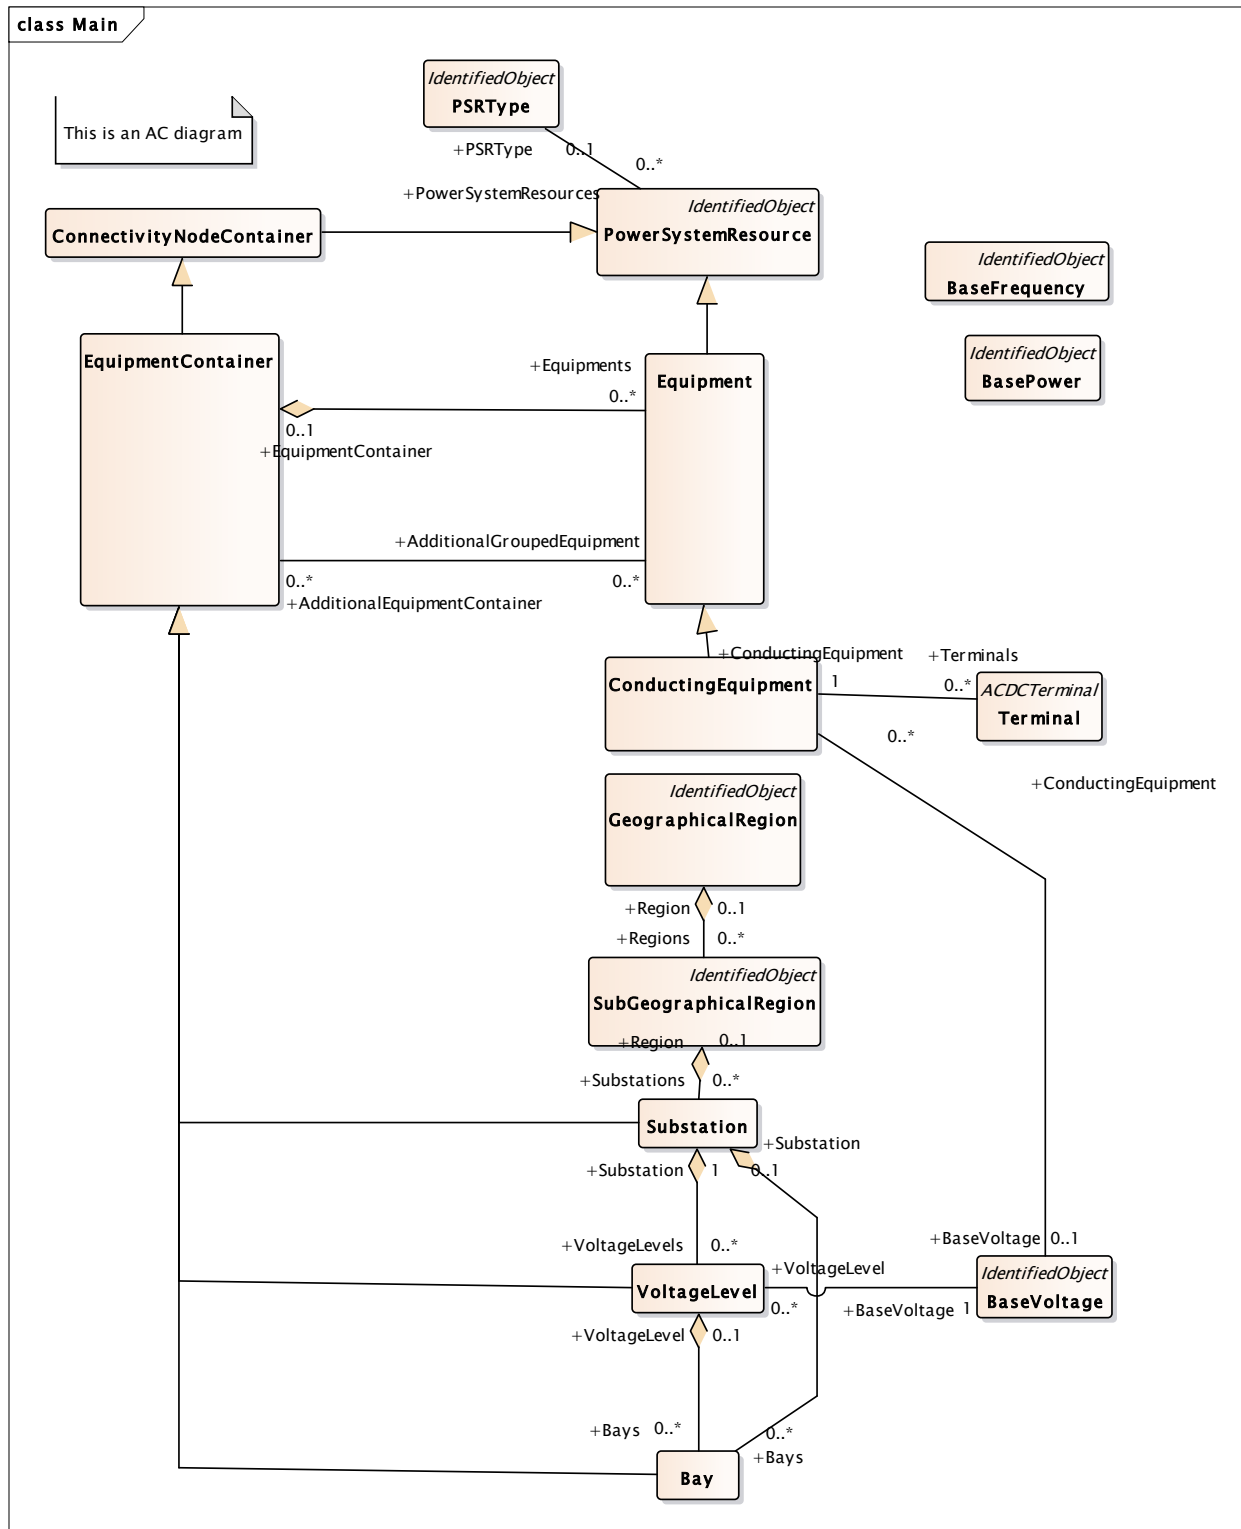 class Main
IdentifiedObject
PSRType
This is an AC diagram
+PSRType
0..1
0..*
+PowerSystemResources
IdentifiedObject
PowerSystemResource
ConnectivityNodeContainer
IdentifiedObject
BaseFrequency
IdentifiedObject
BasePower
EquipmentContainer
+Equipments
0..*
Equipment
0..1
+EquipmentContainer
+AdditionalGroupedEquipment
0..*
0..*
+AdditionalEquipmentContainer
+ConductingEquipment
1
+Terminals
0..*
ConductingEquipment
ACDCTerminal
Terminal
0..*
+ConductingEquipment
IdentifiedObject
GeographicalRegion
+Region
0..1
+Regions
0..*
IdentifiedObject
SubGeographicalRegion
+Region
0..1
+Substations
0..*
Substation
+Substation
+Substation
1
0..1
+VoltageLevels
0..*
+BaseVoltage
0..1
+VoltageLevel
VoltageLevel
IdentifiedObject
BaseVoltage
0..*
+BaseVoltage
1
+VoltageLevel
0..1
+Bays
0..*
0..*
+Bays
Bay